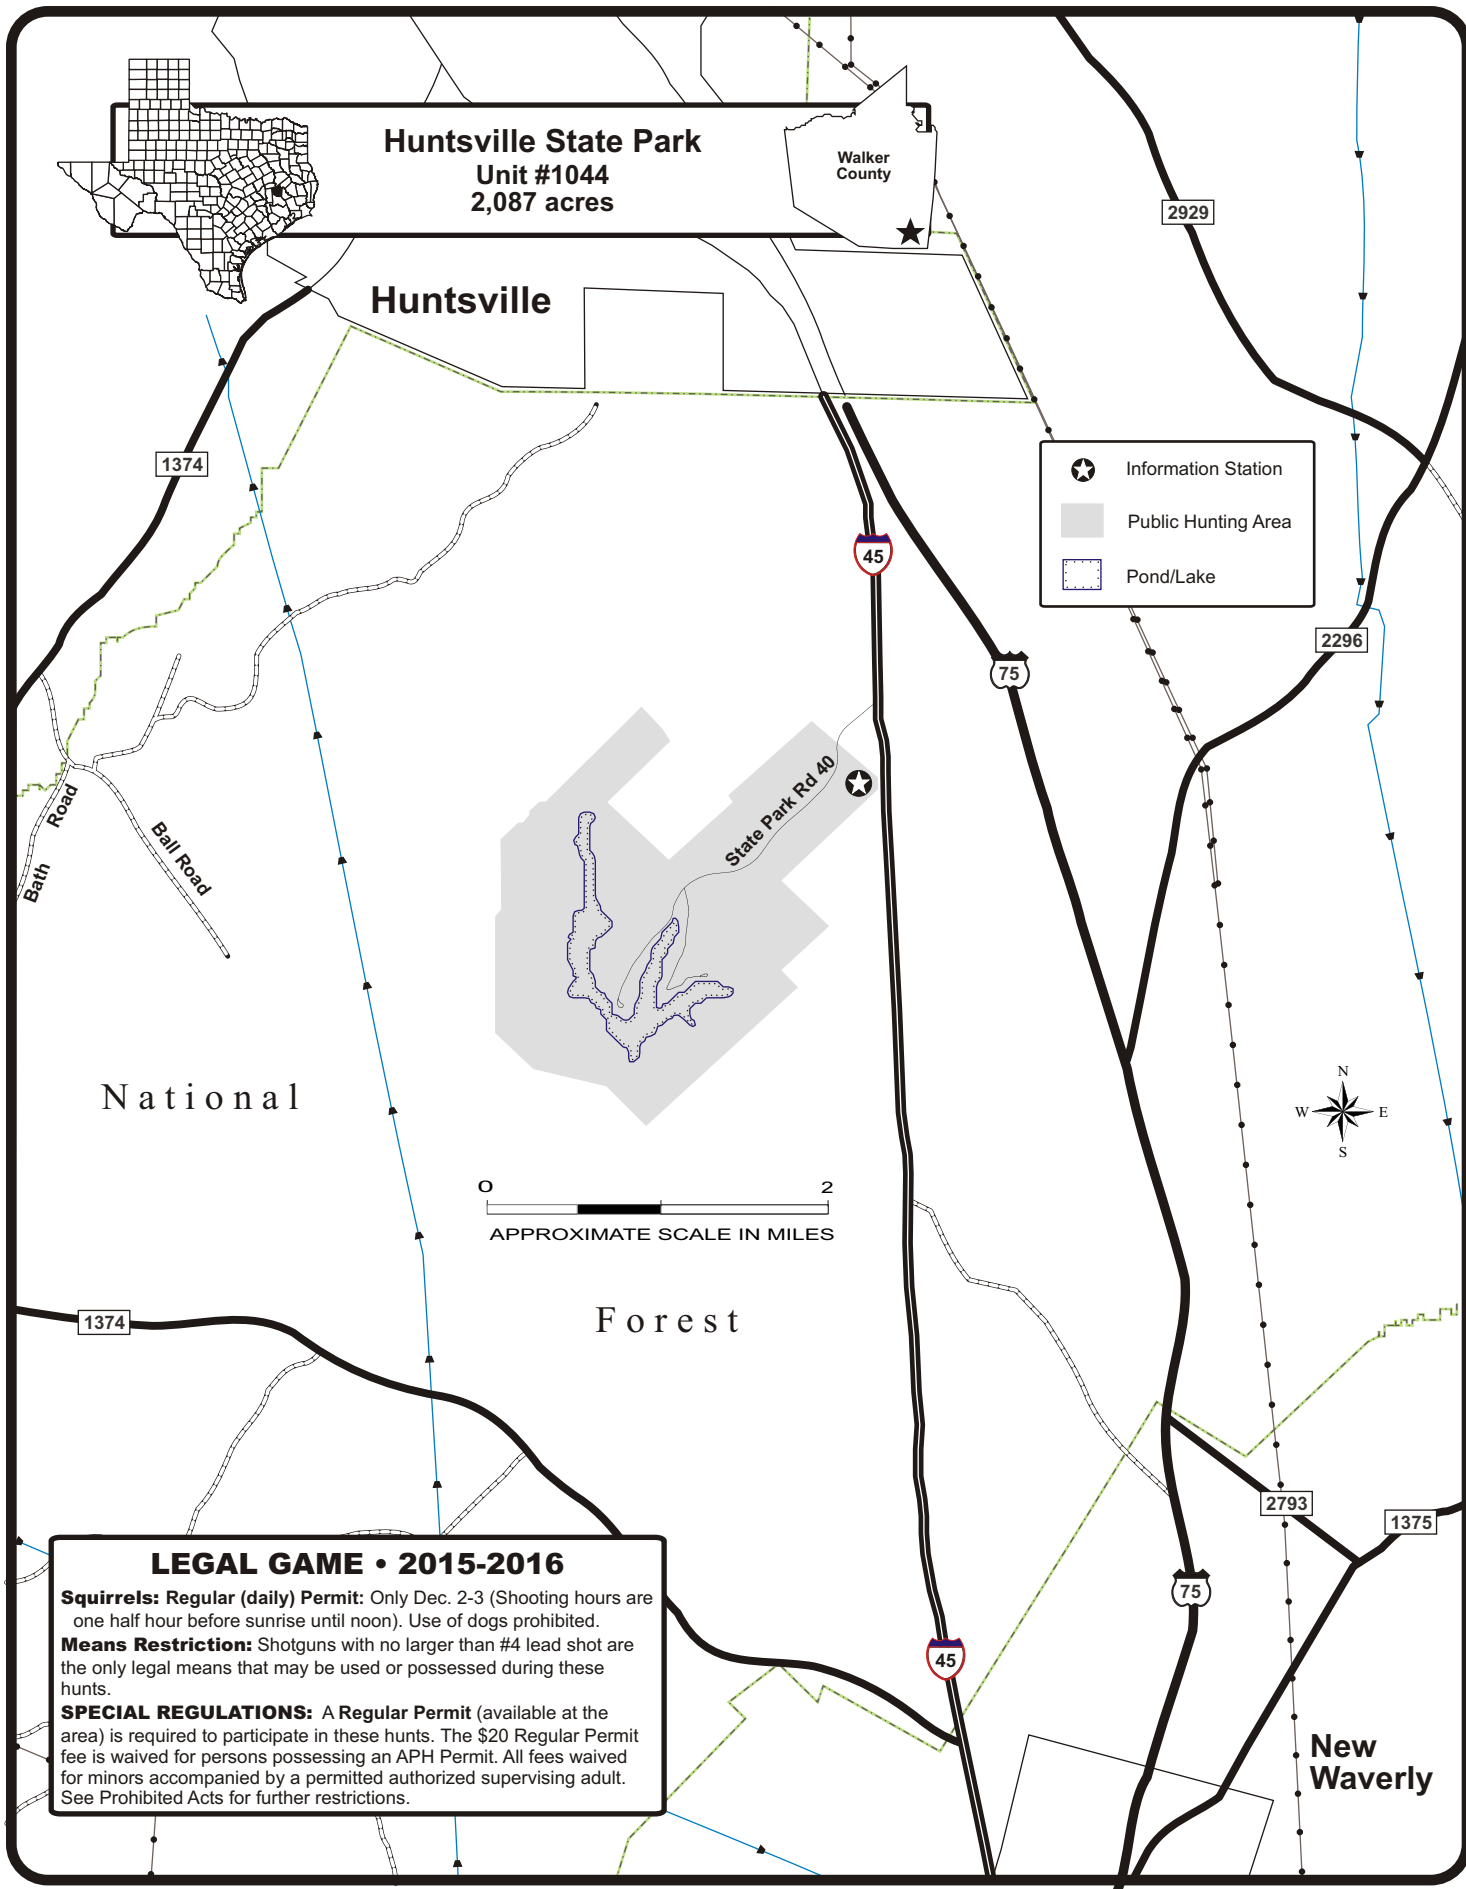 Huntsville State Park
Unit #1044
2,087 acres
Walker
County
2929
Huntsville
1374
Information Station
45
Public Hunting Area
Pond/Lake
2296
75
State Park Rd 40
Bath Road
Ball Road
National
N
W E
S
0 2
APPROXIMATE SCALE IN MILES
Forest
1374
2793
1375
75
45
LEGAL GAME • 2015-2016
Squirrels: Regular (daily) Permit: Only Dec. 2-3 (Shooting hours are
one half hour before sunrise until noon). Use of dogs prohibited.
Means Restriction: Shotguns with no larger than #4 lead shot are
the only legal means that may be used or possessed during these
hunts.
SPECIAL REGULATIONS: A Regular Permit (available at the
area) is required to participate in these hunts. The $20 Regular Permit
fee is waived for persons possessing an APH Permit. All fees waived
for minors accompanied by a permitted authorized supervising adult.
See Prohibited Acts for further restrictions.
New
Waverly